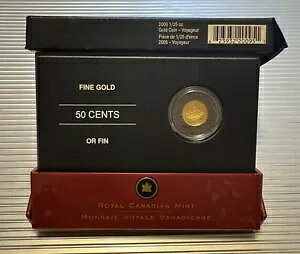 2005 1/25 oz.
Gold Coin - Voyageur
Pièce de 1/25 d'once
2005 - Voyageur
FINE GOLD
50 CENTS
OR FIN
ROYAL CANADIAN MINT
MONNAIE ROYALE CANADIENNE